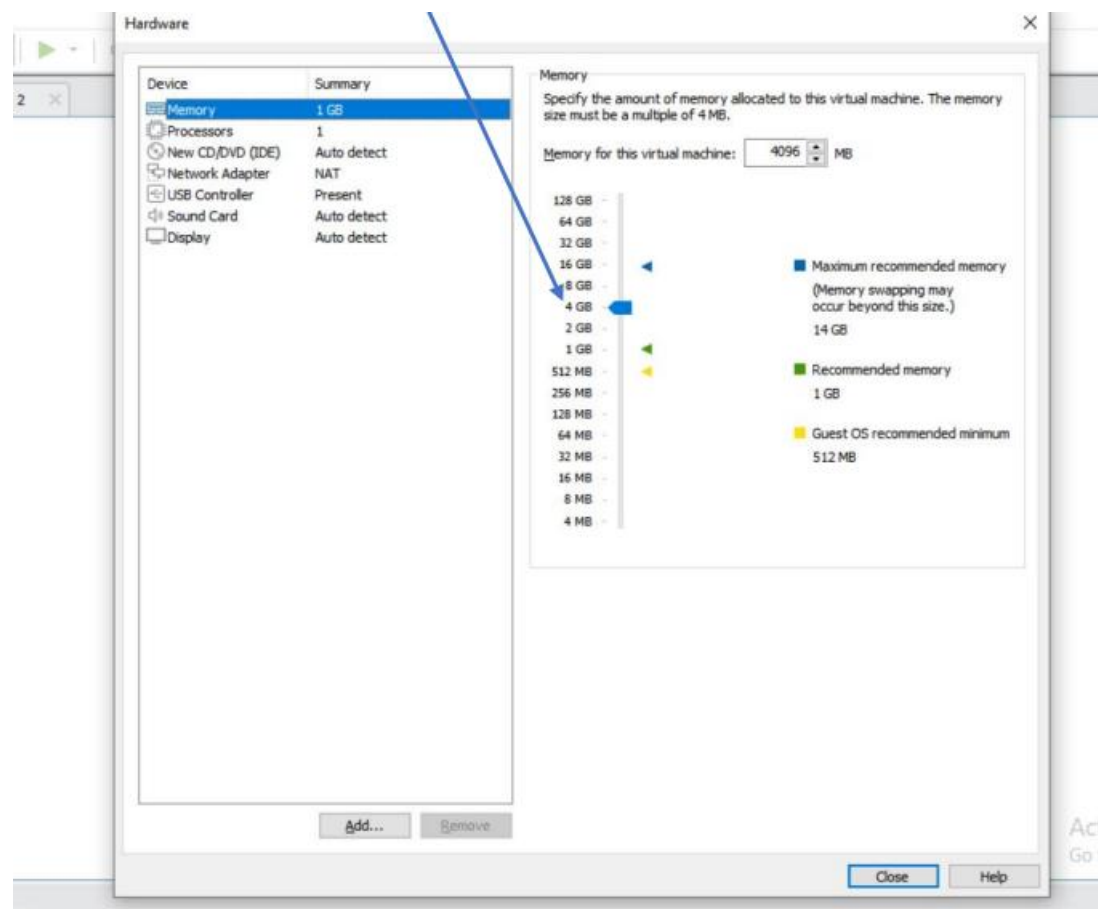 Hardware
2
Device Summary
Memory 1 GB
Processors 1
New CD/DVD (IDE) Auto detect
Network Adapter NAT
USB Controller Present
Sound Card Auto detect
Display Auto detect
Add... Remove
Memory
Specify the amount of memory allocated to this virtual machine. The memory
size must be a multiple of 4 MB.
Memory for this virtual machine: 4096 MB
128 GB
64 GB
32 GB
16 GB
8 GB
4 GB
2 GB
1 GB
512 MB
256 MB
128 MB
64 MB
32 MB
16 MB
8 MB
4 MB
Maximum recommended memory
(Memory swapping may
occur beyond this size.)
14 GB
Recommended memory
1 GB
Guest OS recommended minimum
512 MB
Close Help
Ac
Go